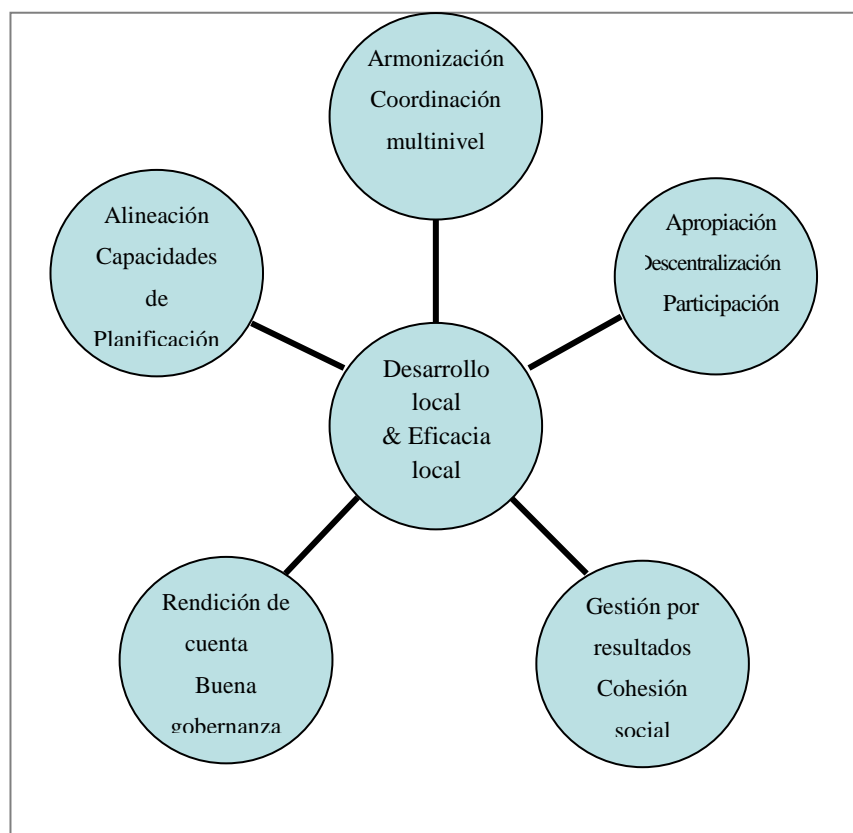 Armonización
Coordinación
multinivel
Alineación
Capacidades
de
Planificación
Apropiación
Descentralización
Participación
Desarrollo
local
& Eficacia
local
Rendición de
cuenta
Buena
gobernanza
Gestión por
resultados
Cohesión
social